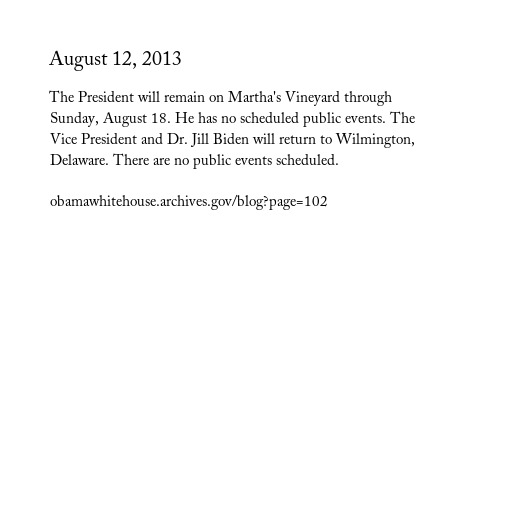 August 12, 2013
The President will remain on Martha's Vineyard through
Sunday, August 18. He has no scheduled public events. The
Vice President and Dr. Jill Biden will return to Wilmington,
Delaware. There are no public events scheduled.
obamawhitehouse.archives.gov/blog?page=102